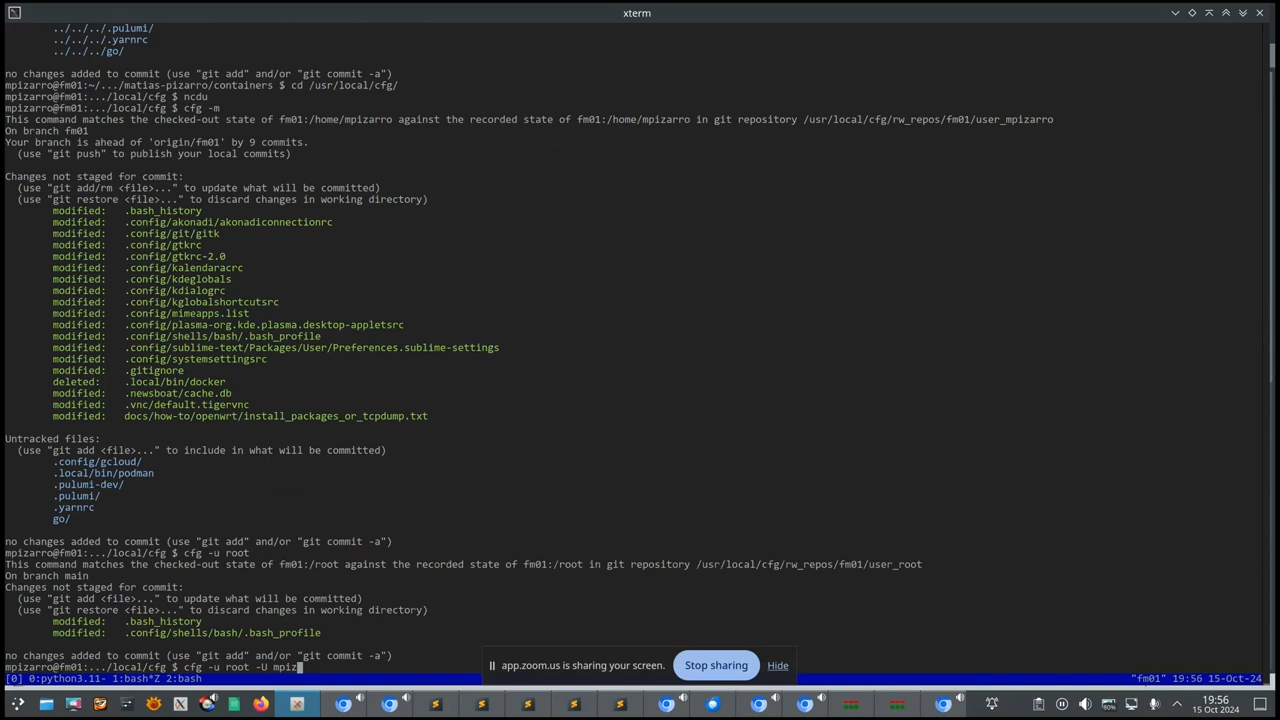 xterm
../../../.pulumi/
../../../.yarnrc
../../../go/
no changes added to commit (use "git add" and/or "git commit -a")
mpizarro@fm01:~/.../matias-pizarro/containers $ cd /usr/local/cfg/
mpizarro@fm01:.../local/cfg $ ncdu
mpizarro@fm01:.../local/cfg $ cfg -m
This command matches the checked-out state of fm01:/home/mpizarro against the recorded state of fm01:/home/mpizarro in git repository /usr/local/cfg/rw_repos/fm01/user_mpizarro
On branch fm01
Your branch is ahead of 'origin/fm01' by 9 commits.
(use "git push" to publish your local commits)
Changes not staged for commit:
(use "git add/rm <file>..." to update what will be committed)
(use "git restore <file>..." to discard changes in working directory)
modified: .bash_history
modified: .config/akonadi/akonadiconnectionrc
modified: .config/git/gitk
modified: .config/gtkrc
modified: .config/gtkrc-2.0
modified: .config/kalendaracrc
modified: .config/kdeglobals
modified: .config/kdialogrc
modified: .config/kglobalshortcutsrc
modified: .config/mimeapps.list
modified: .config/plasma-org.kde.plasma.desktop-appletsrc
modified: .config/shells/bash/.bash_profile
modified: .config/sublime-text/Packages/User/Preferences.sublime-settings
modified: .config/systemsettingsrc
modified: .gitignore
deleted: .local/bin/docker
modified: .newsboat/cache.db
modified: .vnc/default.tigervnc
modified: docs/how-to/openwrt/install_packages_or_tcpdump.txt
Untracked files:
(use "git add <file>..." to include in what will be committed)
.config/gcloud/
.local/bin/podman
.pulumi-dev/
.pulumi/
.yarnrc
go/
no changes added to commit (use "git add" and/or "git commit -a")
mpizarro@fm01:.../local/cfg $ cfg -u root
This command matches the checked-out state of fm01:/root against the recorded state of fm01:/root in git repository /usr/local/cfg/rw_repos/fm01/user_root
On branch main
Changes not staged for commit:
(use "git add <file>..." to update what will be committed)
(use "git restore <file>..." to discard changes in working directory)
modified: .bash_history
modified: .config/shells/bash/.bash_profile
no changes added to commit (use "git add" and/or "git commit -a")
mpizarro@fm01:.../local/cfg $ cfg -u root -U mpiz
app.zoom.us is sharing your screen.
Stop sharing
Hide
[0] 0:python3.11- 1:bash*Z 2:bash
"fm01" 19:56 15-Oct-24
80%
19:56
15 Oct 2024